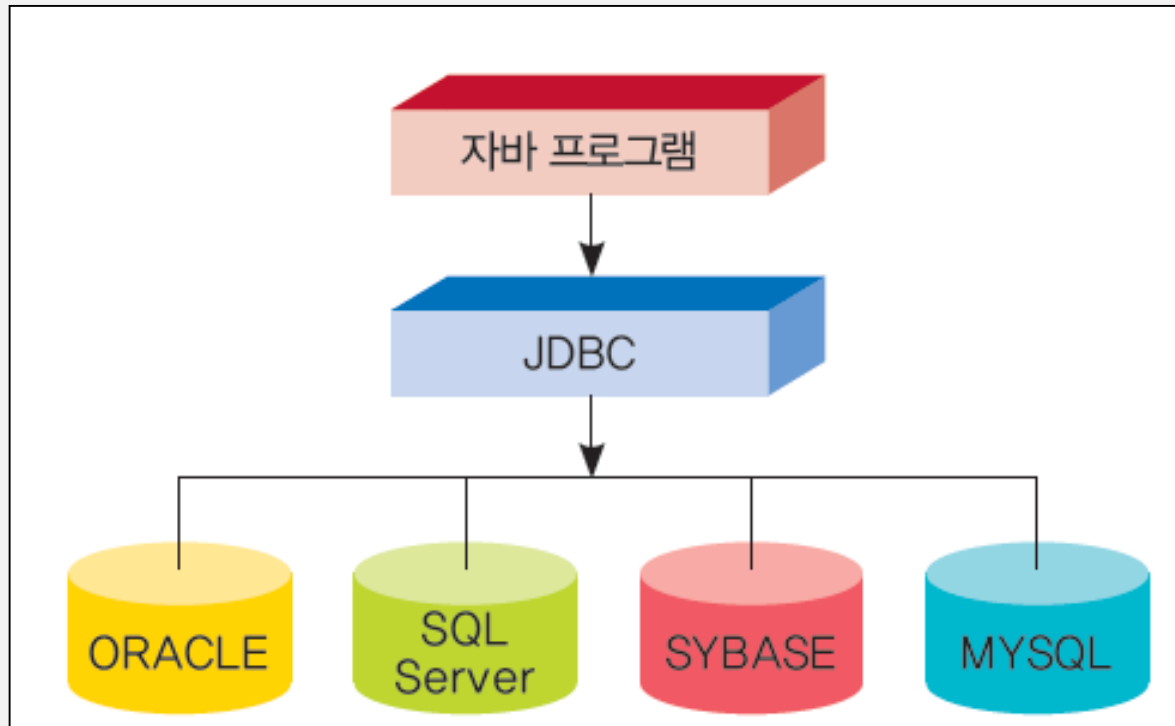 자바 프로그램
JDBC
ORACLE
SQL
Server
SYBASE
MYSQL